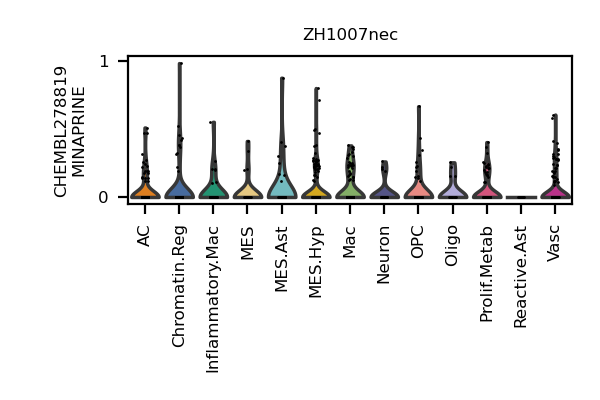 ZH1007nec
CHEMBL278819
MINAPRINE
1
0
AC
Chromatin.Reg
Inflammatory.Mac
MES
MES.Ast
MES.Hyp
Mac
Neuron
OPC
Oligo
Prolif.Metab
Reactive.Ast
Vasc